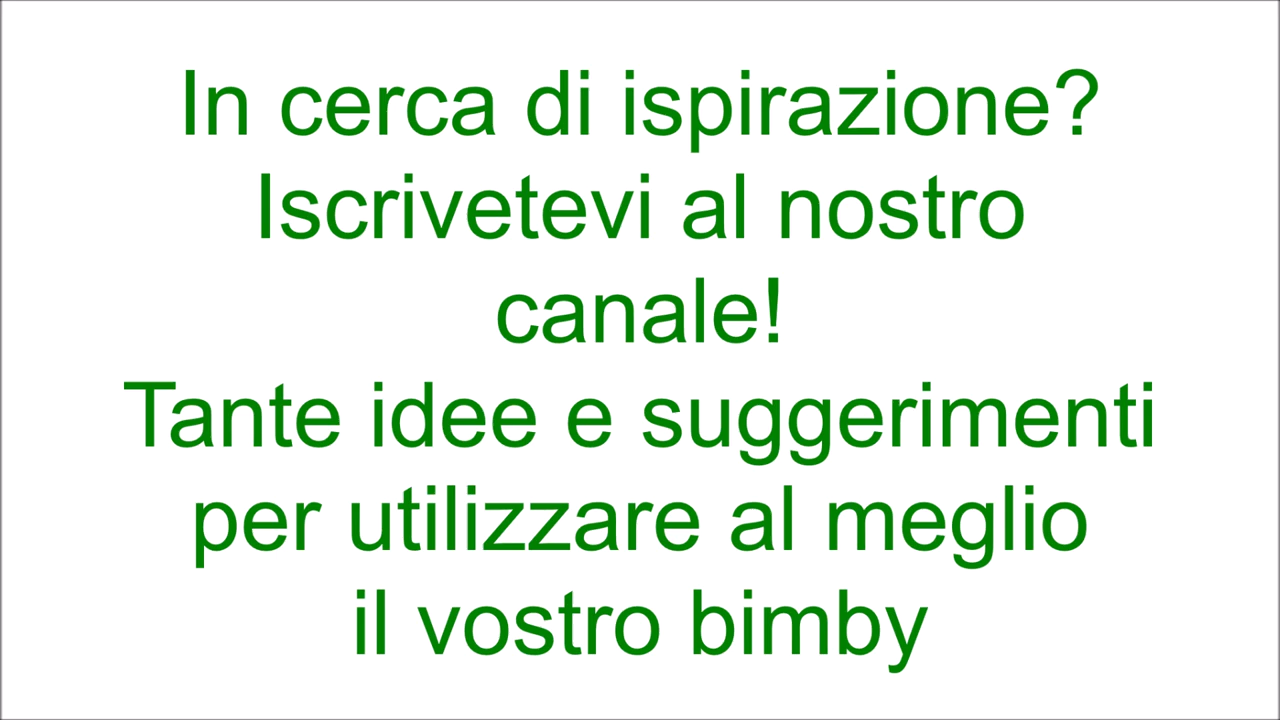 In cerca di ispirazione?
Iscrivetevi al nostro
canale!
Tante idee e suggerimenti
per utilizzare al meglio
il vostro bimby